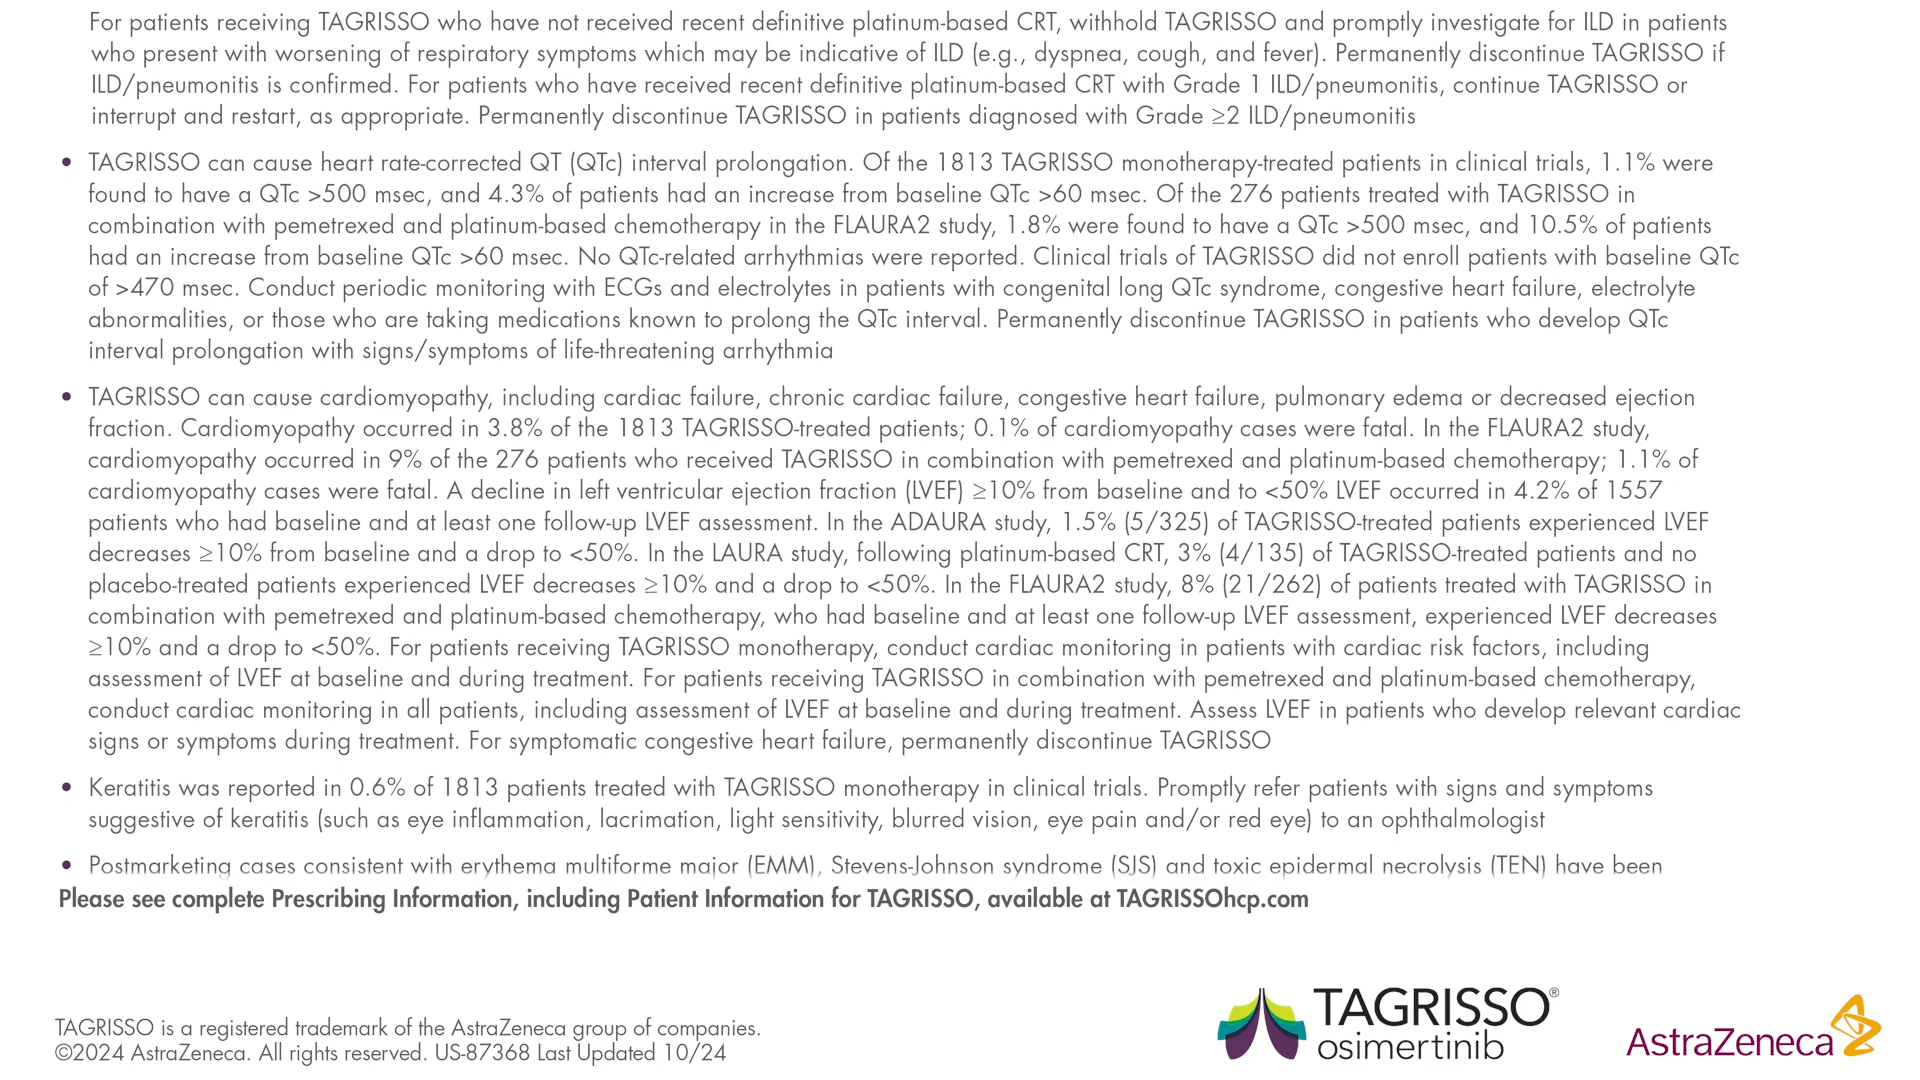 For patients receiving TAGRISSO who have not received recent definitive platinum-based CRT, withhold TAGRISSO and promptly investigate for ILD in patients
who present with worsening of respiratory symptoms which may be indicative of ILD (e.g., dyspnea, cough, and fever). Permanently discontinue TAGRISSO if
ILD/pneumonitis is confirmed. For patients who have received recent definitive platinum-based CRT with Grade 1 ILD/pneumonitis, continue TAGRISSO or
interrupt and restart, as appropriate. Permanently discontinue TAGRISSO in patients diagnosed with Grade ≥2 ILD/pneumonitis
• TAGRISSO can cause heart rate-corrected QT (QTc) interval prolongation. Of the 1813 TAGRISSO monotherapy-treated patients in clinical trials, 1.1% were
found to have a QTc >500 msec, and 4.3% of patients had an increase from baseline QTc >60 msec. Of the 276 patients treated with TAGRISSO in
combination with pemetrexed and platinum-based chemotherapy in the FLAURA2 study, 1.8% were found to have a QTc >500 msec, and 10.5% of patients
had an increase from baseline QTc >60 msec. No QTc-related arrhythmias were reported. Clinical trials of TAGRISSO did not enroll patients with baseline QTc
of >470 msec. Conduct periodic monitoring with ECGs and electrolytes in patients with congenital long QTc syndrome, congestive heart failure, electrolyte
abnormalities, or those who are taking medications known to prolong the QTc interval. Permanently discontinue TAGRISSO in patients who develop QTc
interval prolongation with signs/symptoms of life-threatening arrhythmia
• TAGRISSO can cause cardiomyopathy, including cardiac failure, chronic cardiac failure, congestive heart failure, pulmonary edema or decreased ejection
fraction. Cardiomyopathy occurred in 3.8% of the 1813 TAGRISSO-treated patients; 0.1% of cardiomyopathy cases were fatal. In the FLAURA2 study,
cardiomyopathy occurred in 9% of the 276 patients who received TAGRISSO in combination with pemetrexed and platinum-based chemotherapy; 1.1% of
cardiomyopathy cases were fatal. A decline in left ventricular ejection fraction (LVEF) ≥10% from baseline and to <50% LVEF occurred in 4.2% of 1557
patients who had baseline and at least one follow-up LVEF assessment. In the ADAURA study, 1.5% (5/325) of TAGRISSO-treated patients experienced LVEF
decreases ≥10% from baseline and a drop to <50%. In the LAURA study, following platinum-based CRT, 3% (4/135) of TAGRISSO-treated patients and no
placebo-treated patients experienced LVEF decreases ≥10% and a drop to <50%. In the FLAURA2 study, 8% (21/262) of patients treated with TAGRISSO in
combination with pemetrexed and platinum-based chemotherapy, who had baseline and at least one follow-up LVEF assessment, experienced LVEF decreases
≥10% and a drop to <50%. For patients receiving TAGRISSO monotherapy, conduct cardiac monitoring in patients with cardiac risk factors, including
assessment of LVEF at baseline and during treatment. For patients receiving TAGRISSO in combination with pemetrexed and platinum-based chemotherapy,
conduct cardiac monitoring in all patients, including assessment of LVEF at baseline and during treatment. Assess LVEF in patients who develop relevant cardiac
signs or symptoms during treatment. For symptomatic congestive heart failure, permanently discontinue TAGRISSO
• Keratitis was reported in 0.6% of 1813 patients treated with TAGRISSO monotherapy in clinical trials. Promptly refer patients with signs and symptoms
suggestive of keratitis (such as eye inflammation, lacrimation, light sensitivity, blurred vision, eye pain and/or red eye) to an ophthalmologist
• Postmarketing cases consistent with erythema multiforme major (EMM), Stevens-Johnson syndrome (SJS) and toxic epidermal necrolysis (TEN) have been
Please see complete Prescribing Information, including Patient Information for TAGRISSO, available at TAGRISSOhcp.com
TAGRISSO is a registered trademark of the AstraZeneca group of companies.
©2024 AstraZeneca. All rights reserved. US-87368 Last Updated 10/24
TAGRISSO®
osimertinib
AstraZeneca